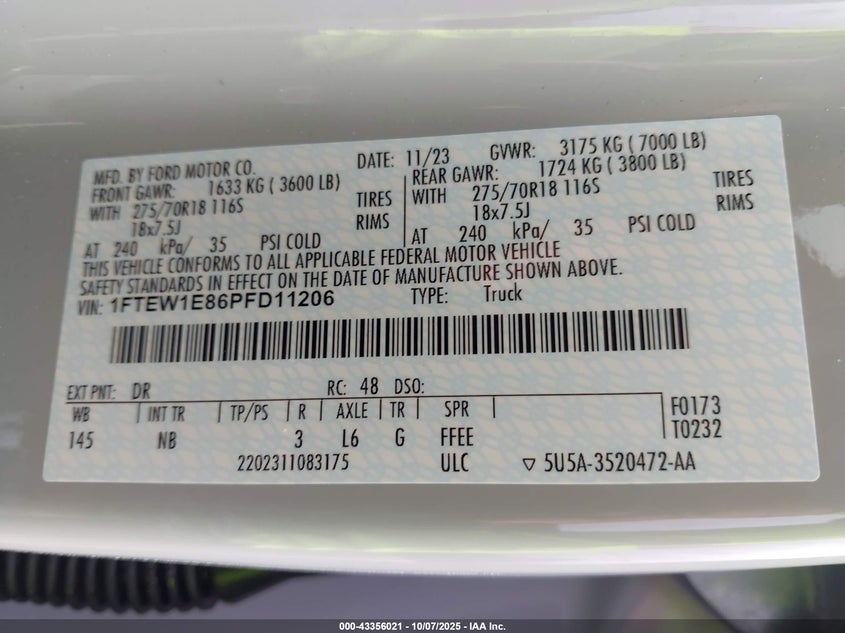 MFD. BY FORD MOTOR CO.
DATE: 11/23 GVWR: 3175 KG ( 7000 LB)
FRONT GAWR: 1633 KG ( 3600 LB)
WITH 275/70R18 116S TIRES
18x7.5J RIMS
AT 240 kPa/ 35 PSI COLD
REAR GAWR: 1724 KG ( 3800 LB)
WITH 275/70R18 116S TIRES
18x7.5J RIMS
AT 240 kPa/ 35 PSI COLD
THIS VEHICLE CONFORMS TO ALL APPLICABLE FEDERAL MOTOR VEHICLE
SAFETY STANDARDS IN EFFECT ON THE DATE OF MANUFACTURE SHOWN ABOVE.
VIN: 1FTEW1E86PFD11206 TYPE: Truck
EXT PNT: DR RC: 48 DSO:
WB INT TR TP/PS R AXLE TR SPR
145 NB 3 L6 G FFEE
F0173
T0232
2202311083175 ULC ▽ 5U5A-3520472-AA
000-43356021 - 10/07/2025 - IAA Inc.